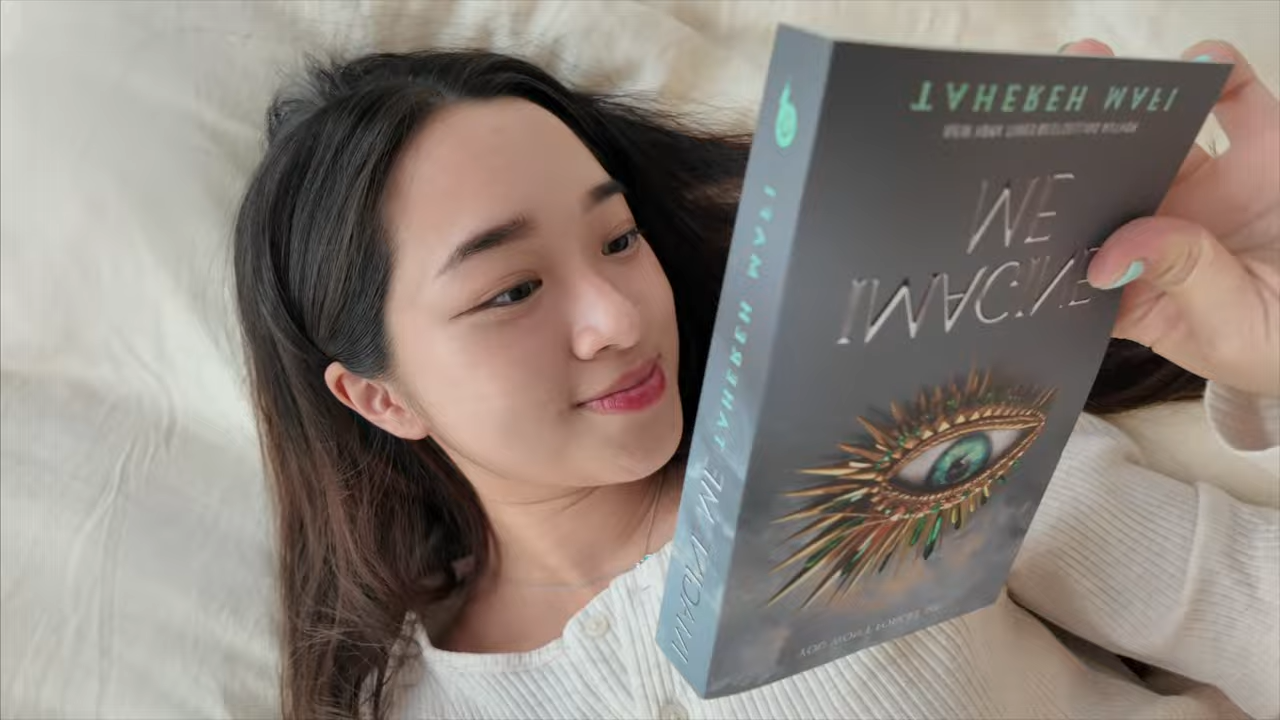 IMAGINE
ME
NEW YORK TIMES BESTSELLING AUTHOR
TAHEREH MAFI
IMAGINE ME TAHEREH MAFI